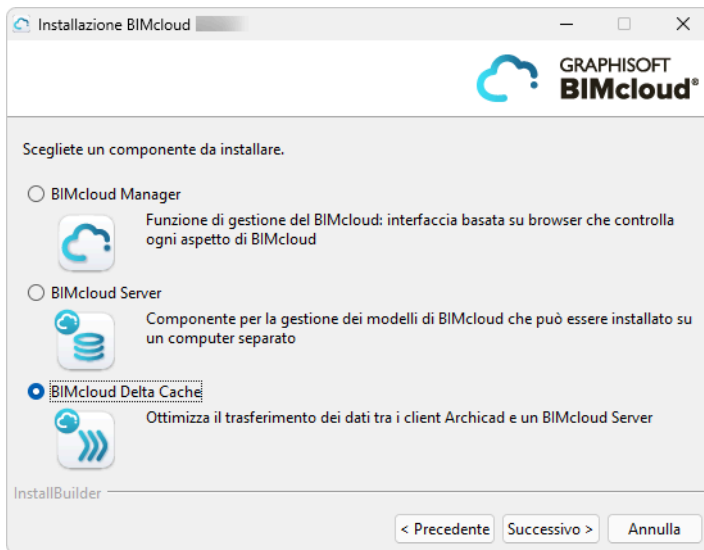 Installazione BIMcloud
GRAPHISOFT
BIMcloud®
Scegliete un componente da installare.
BIMcloud Manager
Funzione di gestione del BIMcloud: interfaccia basata su browser che controlla
ogni aspetto di BIMcloud
BIMcloud Server
Componente per la gestione dei modelli di BIMcloud che può essere installato su
un computer separato
BIMcloud Delta Cache
Ottimizza il trasferimento dei dati tra i client Archicad e un BIMcloud Server
InstallBuilder
< Precedente Successivo > Annulla